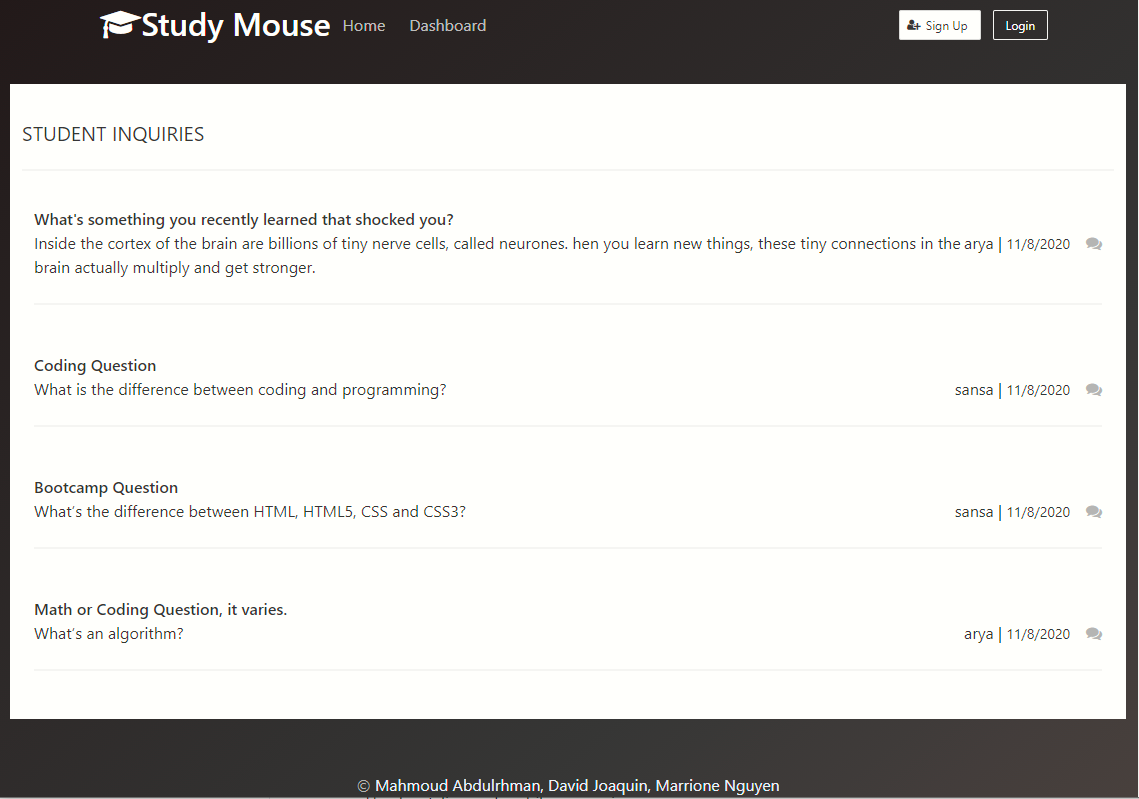 Study Mouse Home Dashboard Sign Up Login
STUDENT INQUIRIES
What's something you recently learned that shocked you?
Inside the cortex of the brain are billions of tiny nerve cells, called neurones. hen you learn new things, these tiny connections in the arya | 11/8/2020
brain actually multiply and get stronger.
Coding Question
What is the difference between coding and programming? sansa | 11/8/2020
Bootcamp Question
What’s the difference between HTML, HTML5, CSS and CSS3? sansa | 11/8/2020
Math or Coding Question, it varies.
What’s an algorithm? arya | 11/8/2020
© Mahmoud Abdulrhman, David Joaquin, Marrione Nguyen